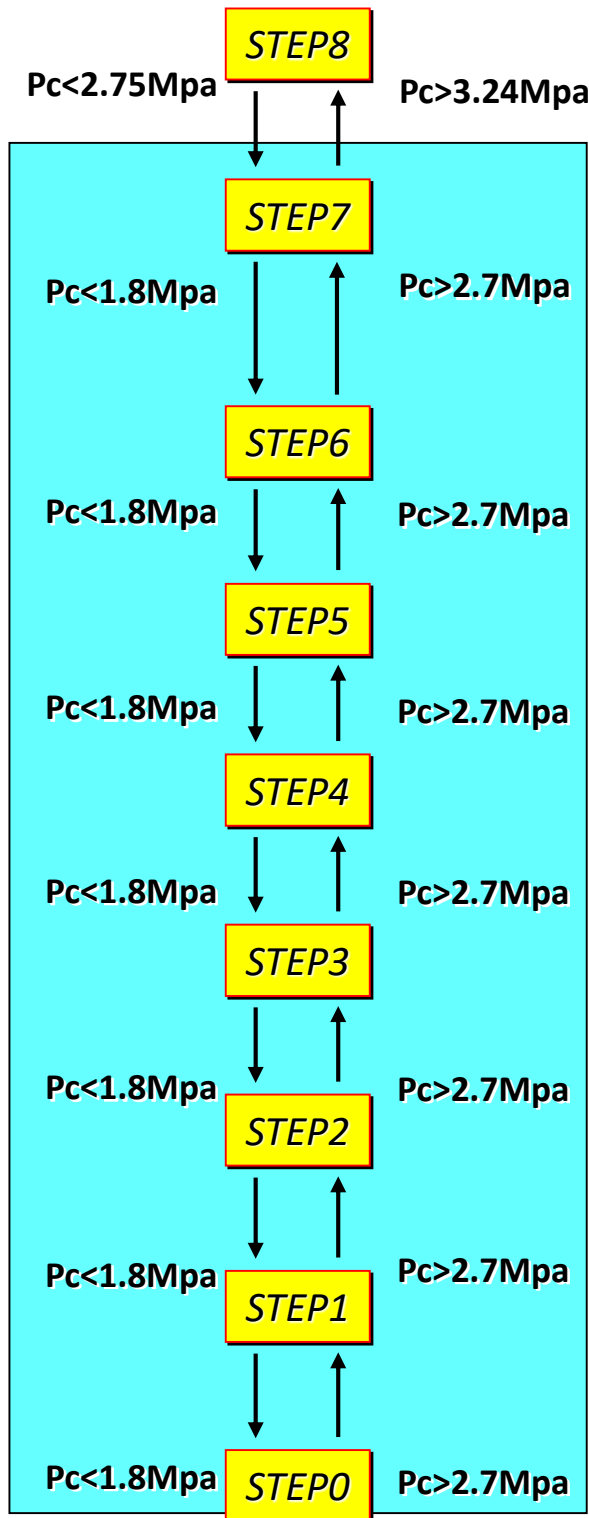 STEP8
Pc<2.75Mpa
Pc>3.24Mpa
STEP7
Pc<1.8Mpa
Pc>2.7Mpa
STEP6
Pc<1.8Mpa
Pc>2.7Mpa
STEP5
Pc<1.8Mpa
Pc>2.7Mpa
STEP4
Pc<1.8Mpa
Pc>2.7Mpa
STEP3
Pc<1.8Mpa
Pc>2.7Mpa
STEP2
Pc<1.8Mpa
Pc>2.7Mpa
STEP1
Pc<1.8Mpa
STEP0
Pc>2.7Mpa